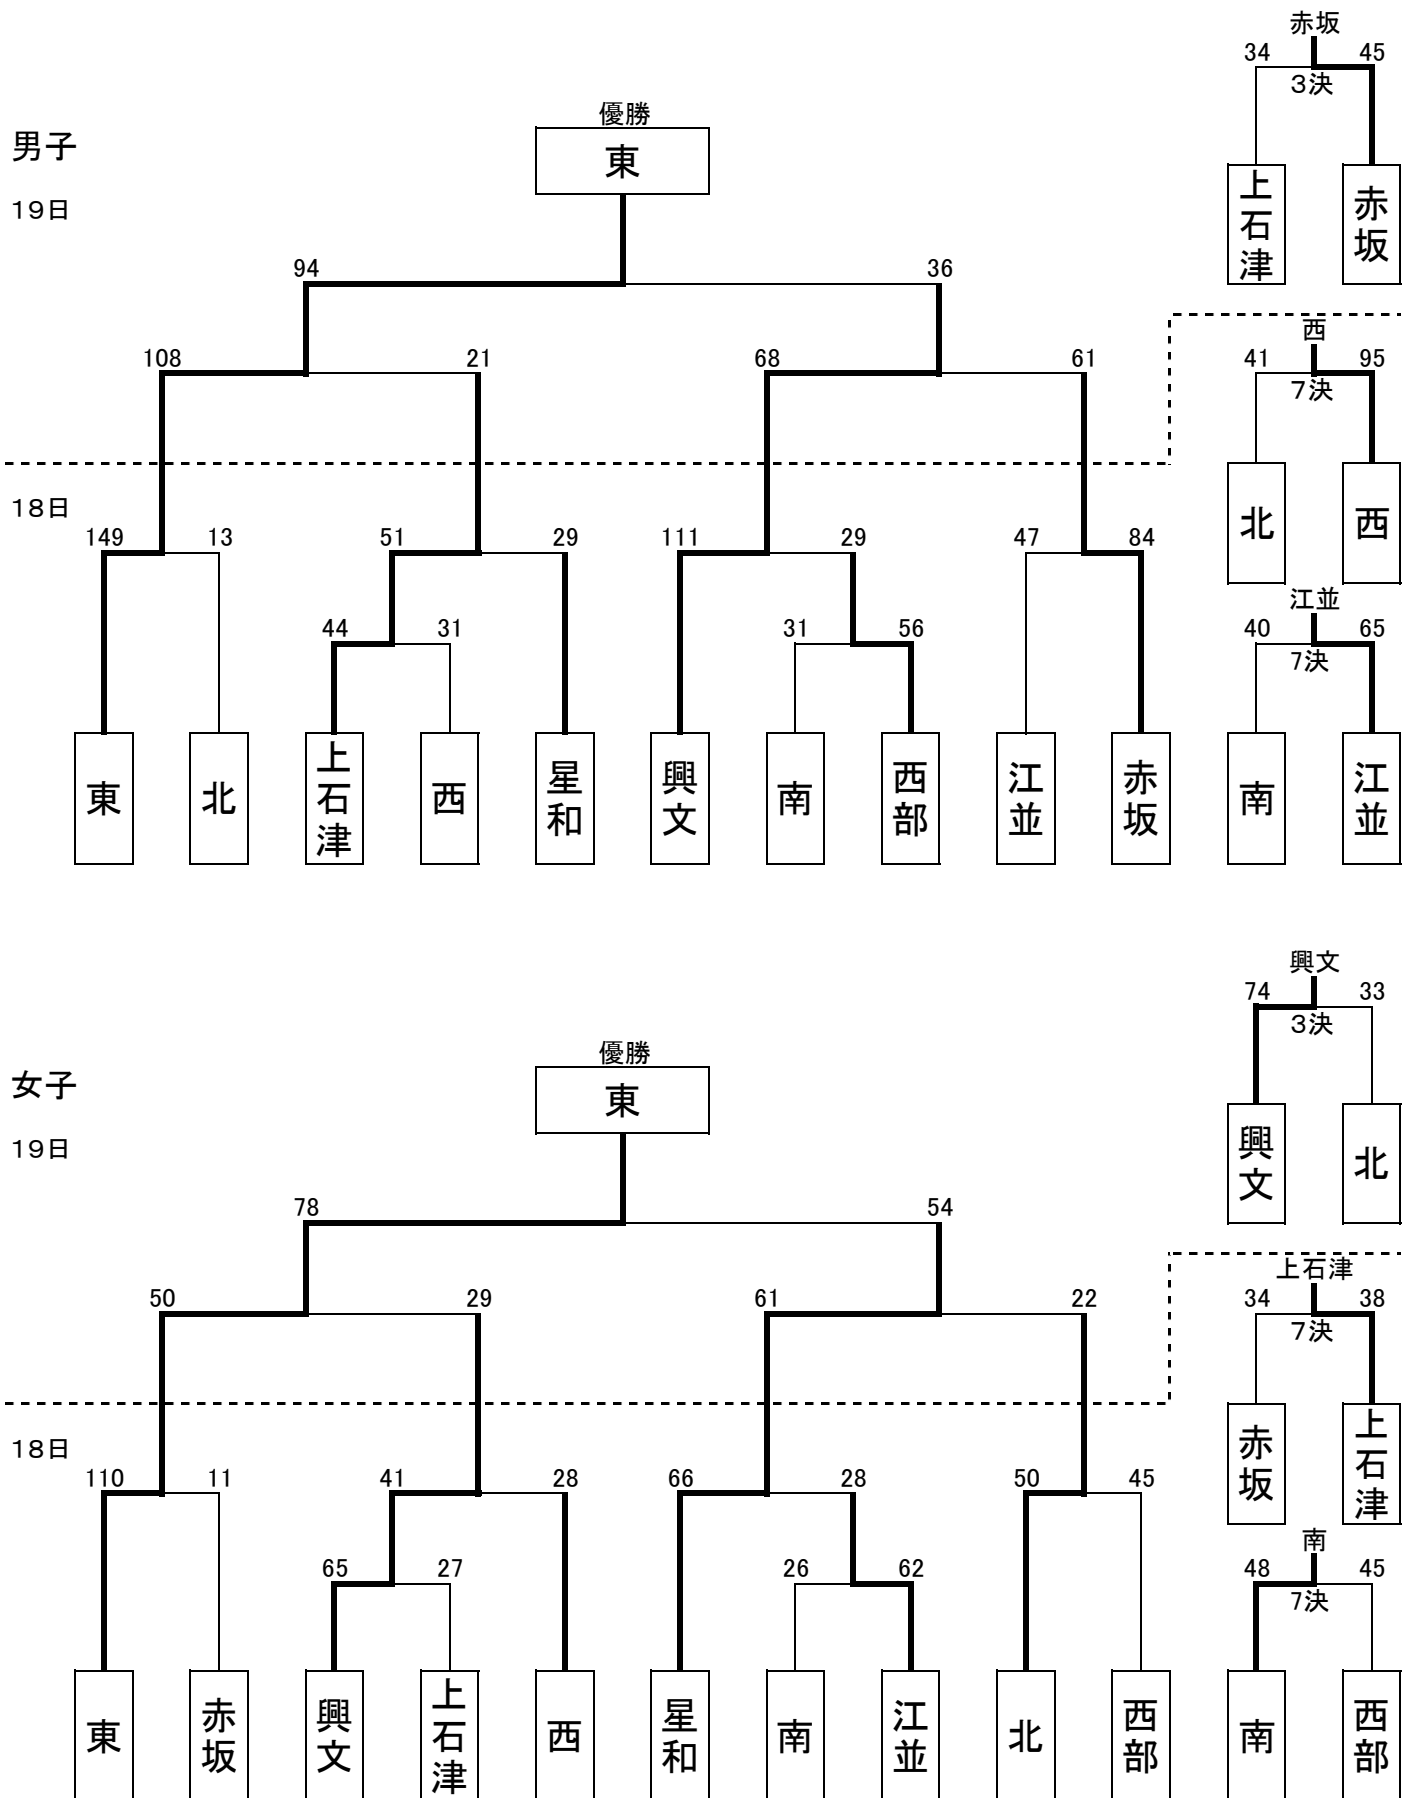 赤坂
34 45
3決
優勝
男子
東
上石津 赤坂
19日
94 36
西
108 21 68 61 41 95
7決
18日
北 西
149 13 51 29 111 29 47 84
江並
44 31 31 56 40 65
7決
東 北 上石津 西 星和 興文 南 西部 江並 赤坂 南 江並
興文
74 33
3決
優勝
女子
東
興文 北
19日
78 54
上石津
50 29 61 22 34 38
7決
18日
赤坂 上石津
110 11 41 28 66 28 50 45
南
65 27 26 62 48 45
7決
東 赤坂 興文 上石津 西 星和 南 江並 北 西部 南 西部